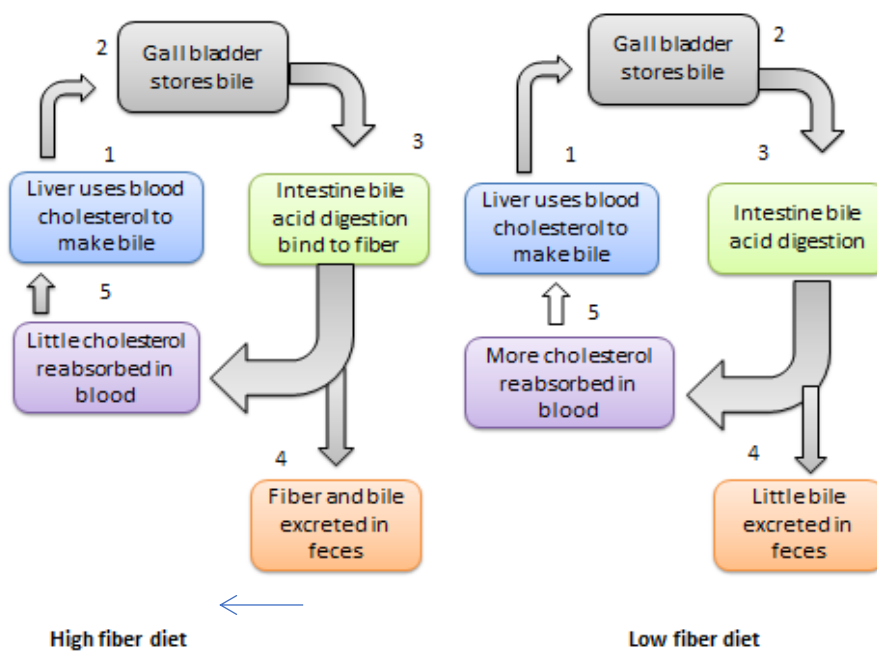 2
Gall bladder
stores bile
1
3
Liver uses blood
cholesterol to
make bile
Intestine bile
acid digestion
bind to fiber
5
Little cholesterol
reabsorbed in
blood
4
Fiber and bile
excreted in
feces
High fiber diet
2
Gall bladder
stores bile
1
3
Liver uses blood
cholesterol to
make bile
Intestine bile
acid digestion
5
More cholesterol
reabsorbed in
blood
4
Little bile
excreted in
feces
Low fiber diet